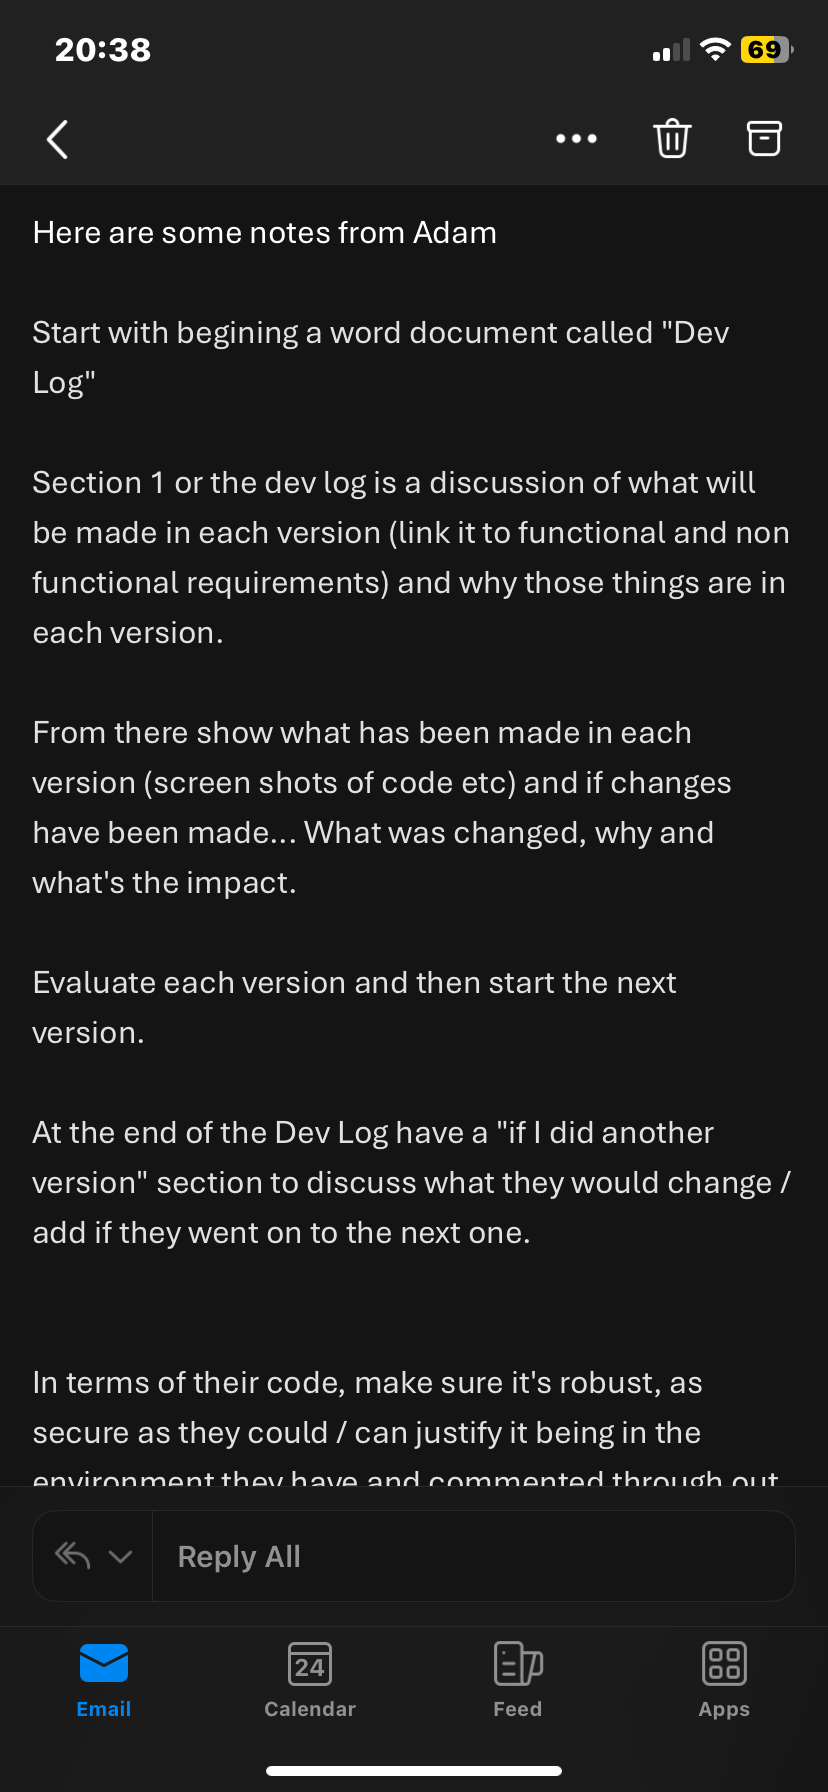 20:38
69
Here are some notes from Adam
Start with begining a word document called "Dev
Log"
Section 1 or the dev log is a discussion of what will
be made in each version (link it to functional and non
functional requirements) and why those things are in
each version.
From there show what has been made in each
version (screen shots of code etc) and if changes
have been made... What was changed, why and
what's the impact.
Evaluate each version and then start the next
version.
At the end of the Dev Log have a "if I did another
version" section to discuss what they would change /
add if they went on to the next one.
In terms of their code, make sure it's robust, as
secure as they could / can justify it being in the
environment they have and commented through out
Reply All
24
Email
Calendar
Feed
Apps